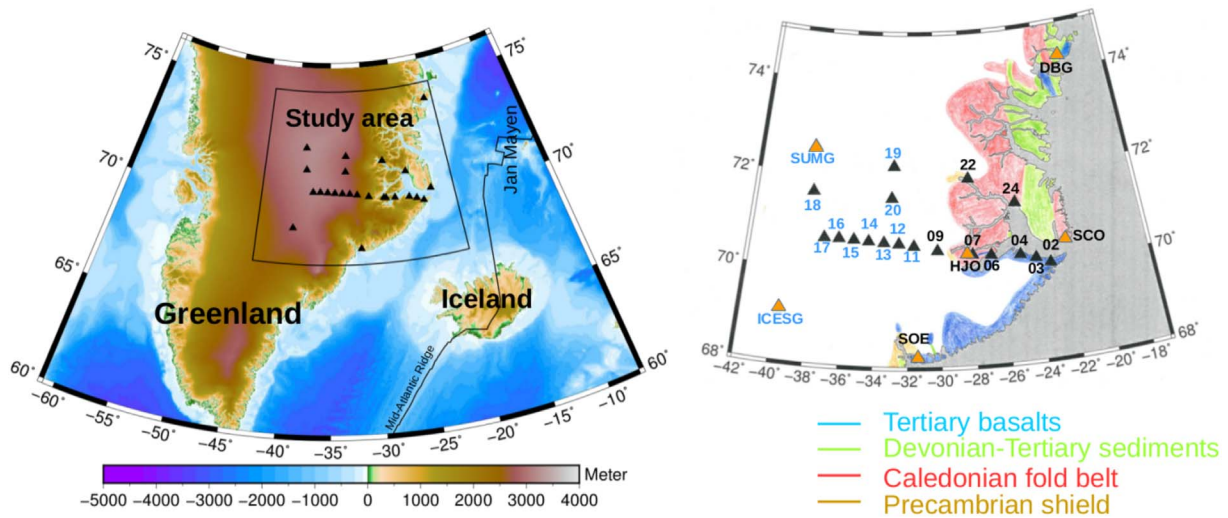 75°
75°
70°
70°
65°
65°
60°
60°
−60°
−55°
−50°
−45°
−40°
−35°
−30°
−25°
−20°
−15°
−10°
Study area
Greenland
Iceland
Jan Mayen
Mid-Atlantic Ridge
Meter
−5000 −4000 −3000 −2000 −1000 0 1000 2000 3000 4000
74°
74°
72°
72°
70°
70°
68°
68°
−42 −40 −38 −36 −34 −32 −30 −28 −26 −24 −22 −20 −18
DBG
SUMG
19
22
18
20
24
16 14 12
17 15 13 11
09 07 04 02 SCO
HJO 06 03
ICESG
SOE
Tertiary basalts
Devonian-Tertiary sediments
Caledonian fold belt
Precambrian shield